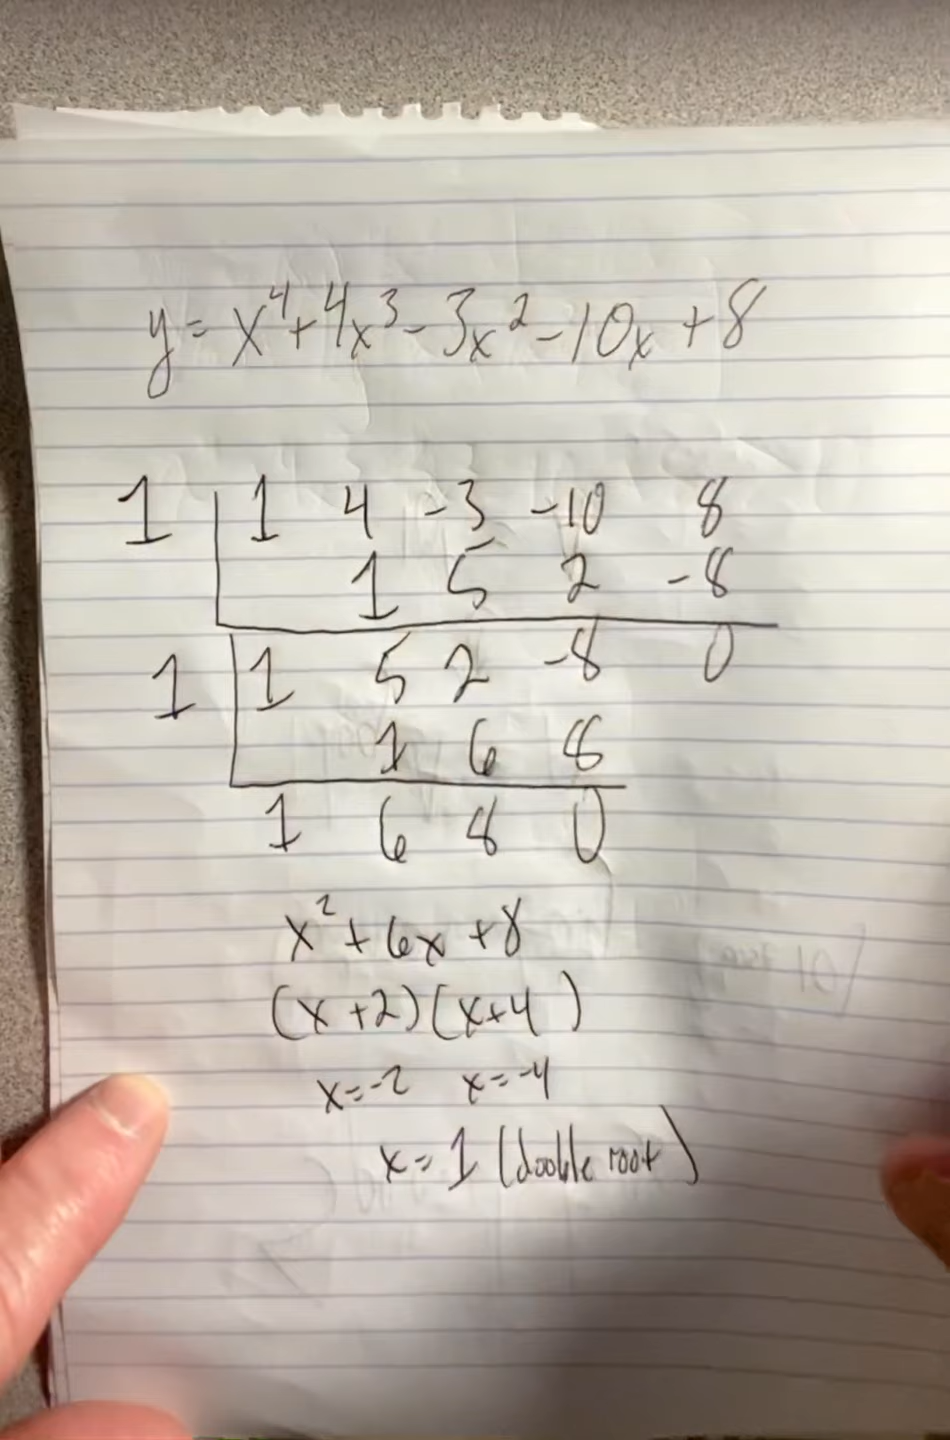 y = x⁴ + 4x³ - 3x² - 10x + 8
1 | 1 4 -3 -10 8
1 5 2 -8
1 | 1 5 2 -8 0
1 6 8
1 6 8 0
x² + 6x + 8
(x + 2)(x + 4)
x = -2 x = -4
x = 1 (double root)